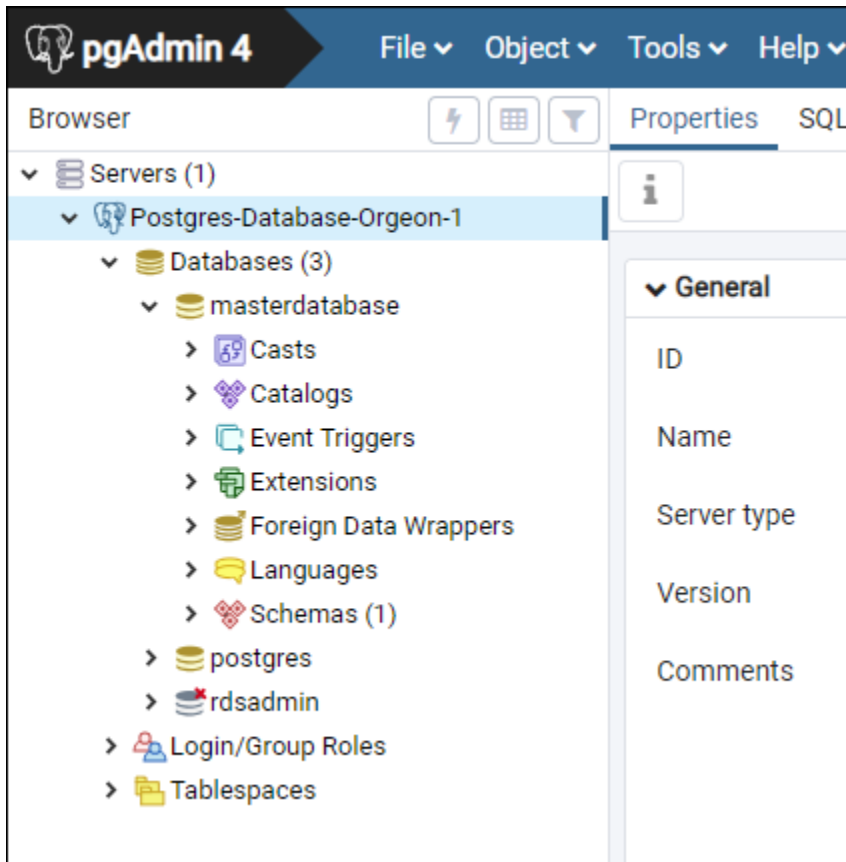 pgAdmin 4 File Object Tools Help
Browser Properties SQL
Servers (1)
Postgres-Database-Orgeon-1
Databases (3)
General
masterdatabase
Casts
ID
Catalogs
Event Triggers
Name
Extensions
Foreign Data Wrappers
Server type
Languages
Version
Schemas (1)
postgres
Comments
rdsadmin
Login/Group Roles
Tablespaces